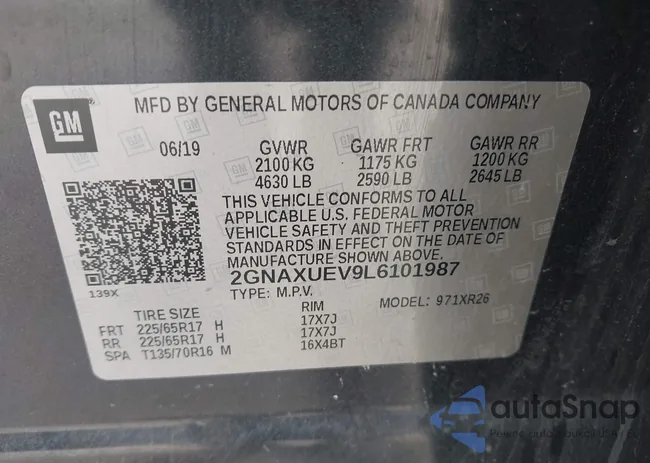 MFD BY GENERAL MOTORS OF CANADA COMPANY
GM
06/19 GVWR GAWR FRT GAWR RR
2100 KG 1175 KG 1200 KG
4630 LB 2590 LB 2645 LB
THIS VEHICLE CONFORMS TO ALL
APPLICABLE U.S. FEDERAL MOTOR
VEHICLE SAFETY AND THEFT PREVENTION
STANDARDS IN EFFECT ON THE DATE OF
MANUFACTURE SHOWN ABOVE.
2GNAXUEV9L6101987
139X
TYPE: M.P.V. MODEL: 971XR26
TIRE SIZE RIM
FRT 225/65R17 H 17X7J
RR 225/65R17 H 17X7J
SPA T135/70R16 M 16X4BT
autoSnap